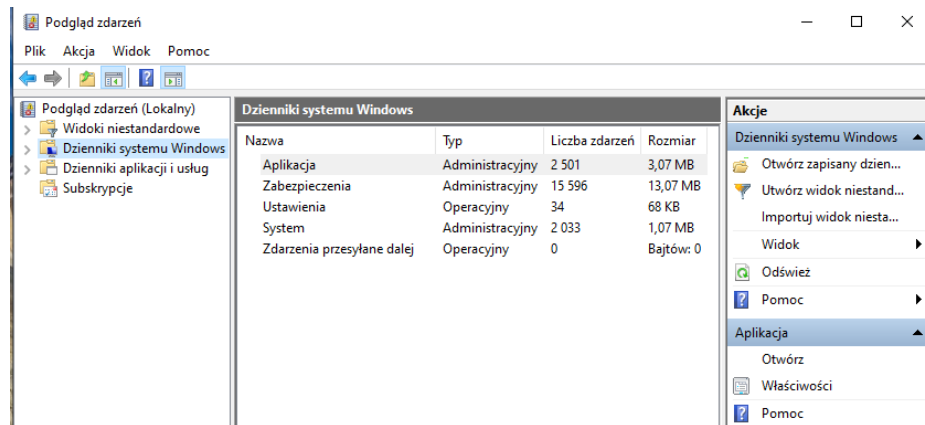 Podgląd zdarzeń
Plik Akcja Widok Pomoc
Podgląd zdarzeń (Lokalny)
Widoki niestandardowe
Dzienniki systemu Windows
Dzienniki aplikacji i usług
Subskrypcje
Dzienniki systemu Windows
Nazwa Typ Liczba zdarzeń Rozmiar
Aplikacja Administracyjny 2 501 3,07 MB
Zabezpieczenia Administracyjny 15 596 13,07 MB
Ustawienia Operacyjny 34 68 KB
System Administracyjny 2 033 1,07 MB
Zdarzenia przesyłane dalej Operacyjny 0 Bajtów: 0
Akcje
Dzienniki systemu Windows
Otwórz zapisany dzien...
Utwórz widok niestand...
Importuj widok niesta...
Widok
Odśwież
Pomoc
Aplikacja
Otwórz
Właściwości
Pomoc